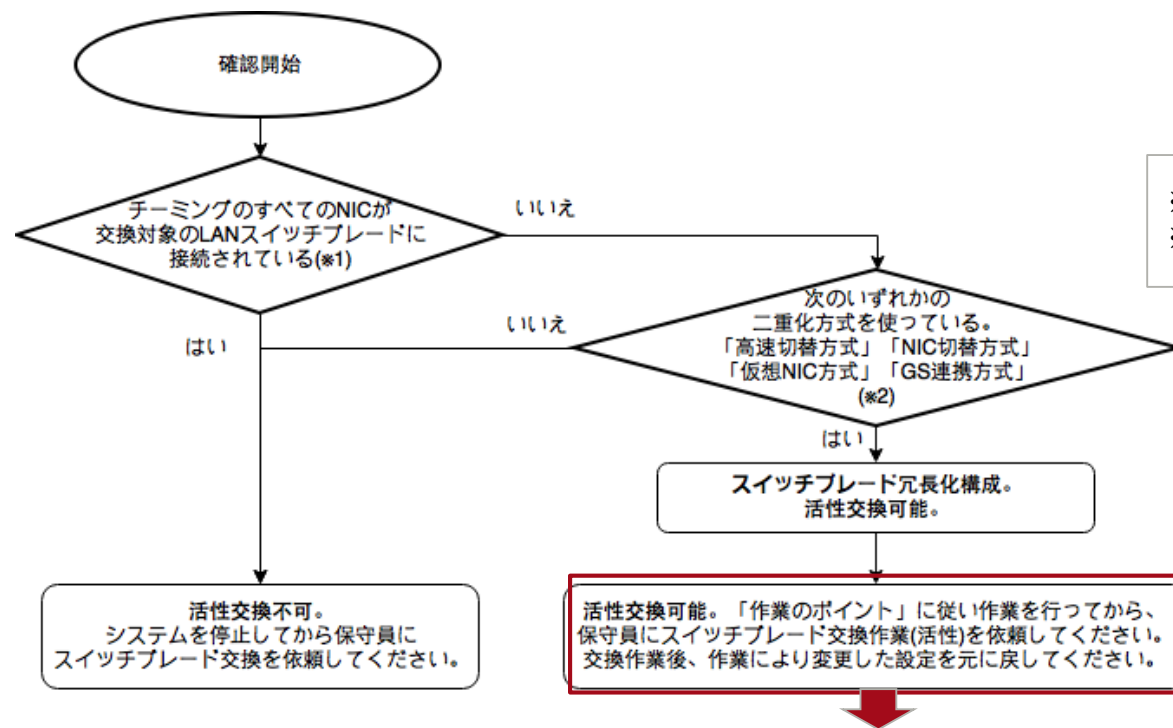 確認開始
チーミングのすべてのNICが
交換対象のLANスイッチブレードに
接続されている(※1)
いいえ
はい
次のいずれかの
二重化方式を使っている。
「高速切替方式」「NIC切替方式」
「仮想NIC方式」「GS連携方式」
(※2)
いいえ
はい
スイッチブレード冗長化構成。
活性交換可能。
活性交換不可。
システムを停止してから保守員に
スイッチブレード交換を依頼してください。
活性交換可能。「作業のポイント」に従い作業を行ってから、
保守員にスイッチブレード交換作業(活性)を依頼してください。
交換作業後、作業により変更した設定を元に戻してください。